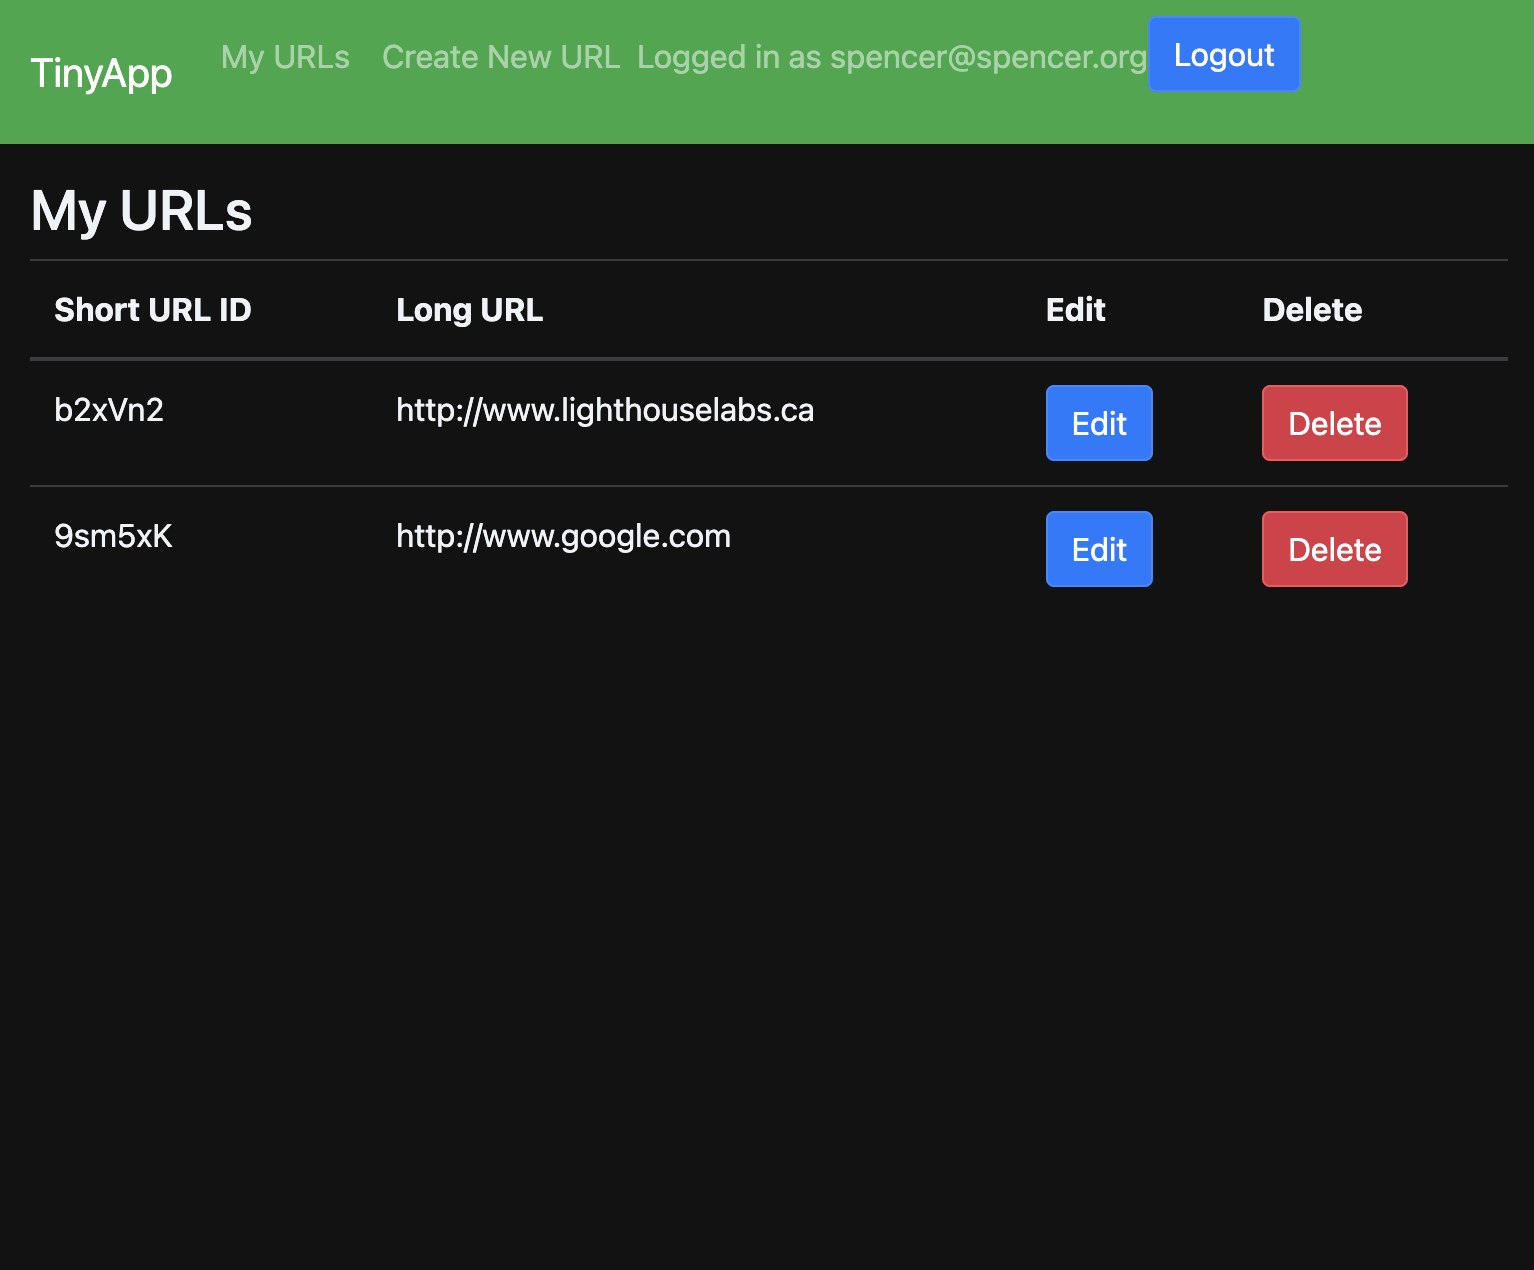 TinyApp My URLs Create New URL Logged in as spencer@spencer.org Logout
My URLs
Short URL ID Long URL Edit Delete
b2xVn2 http://www.lighthouselabs.ca Edit Delete
9sm5xK http://www.google.com Edit Delete